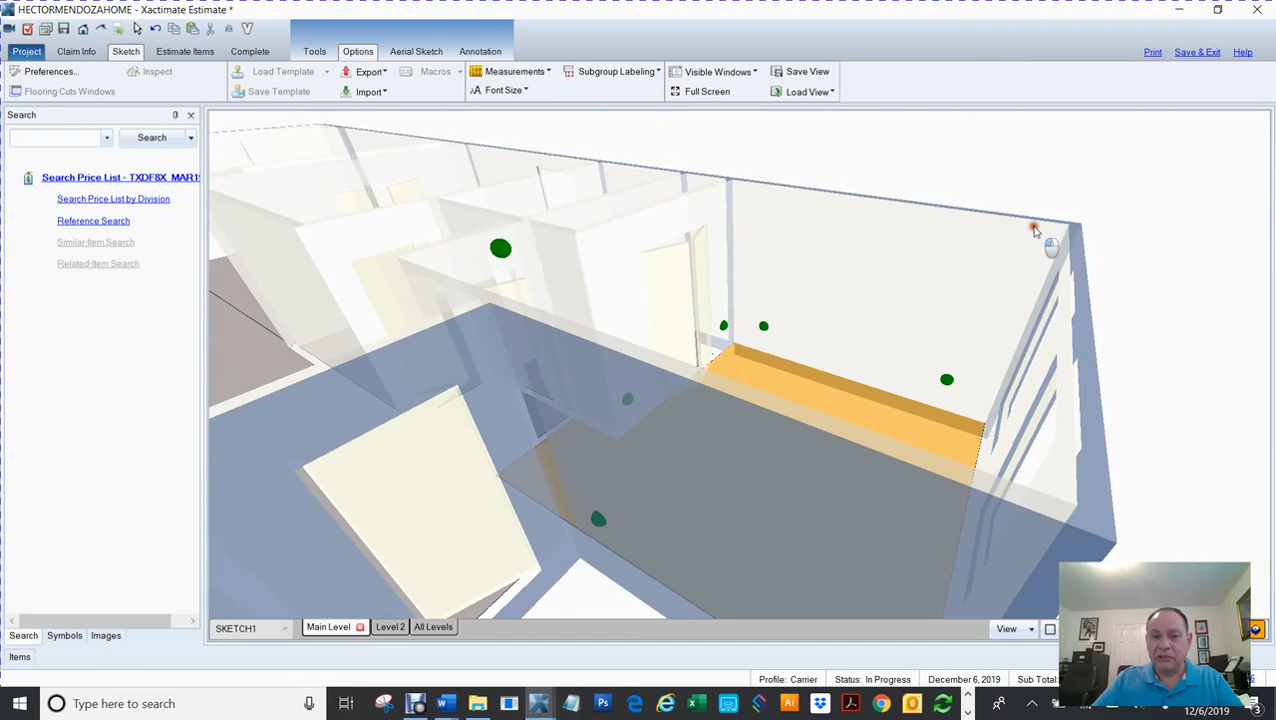 HECTORMENDOZAHOME - Xactimate Estimate *
Project Claim Info Sketch Estimate Items Complete Tools Options Aerial Sketch Annotation
Print Save & Exit Help
Preferences... Inspect Load Template Export Macros Measurements Subgroup Labeling Visible Windows Save View
Flooring Cuts Windows Save Template Import Font Size Full Screen Load View
Search
Search
Search Price List - TXDF8X_MAR1
Search Price List by Division
Reference Search
Similar-Item Search
Related-Item Search
SKETCH1 Main Level Level 2 All Levels View
Search Symbols Images
Items
Profile: Carrier Status: In Progress December 6, 2019 Sub Total:
Type here to search
12/6/2019
3